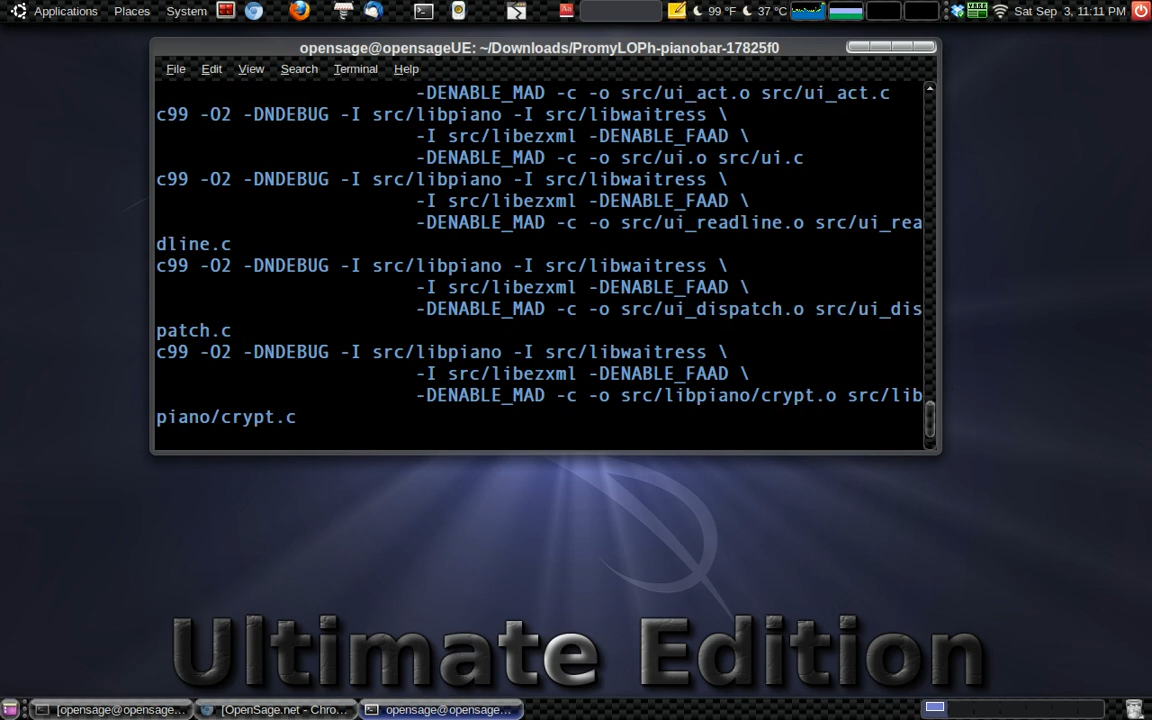 Applications Places System 99 °F 37 °C Sat Sep 3, 11:11 PM
opensage@opensageUE: ~/Downloads/PromyLOPh-pianobar-17825f0
File Edit View Search Terminal Help
-DENABLE_MAD -c -o src/ui_act.o src/ui_act.c
c99 -O2 -DNDEBUG -I src/libpiano -I src/libwaitress \
-I src/libezxml -DENABLE_FAAD \
-DENABLE_MAD -c -o src/ui.o src/ui.c
c99 -O2 -DNDEBUG -I src/libpiano -I src/libwaitress \
-I src/libezxml -DENABLE_FAAD \
-DENABLE_MAD -c -o src/ui_readline.o src/ui_rea
dline.c
c99 -O2 -DNDEBUG -I src/libpiano -I src/libwaitress \
-I src/libezxml -DENABLE_FAAD \
-DENABLE_MAD -c -o src/ui_dispatch.o src/ui_dis
patch.c
c99 -O2 -DNDEBUG -I src/libpiano -I src/libwaitress \
-I src/libezxml -DENABLE_FAAD \
-DENABLE_MAD -c -o src/libpiano/crypt.o src/lib
piano/crypt.c
Ultimate Edition
[opensage@opensage... [OpenSage.net - Chro... opensage@opensage...